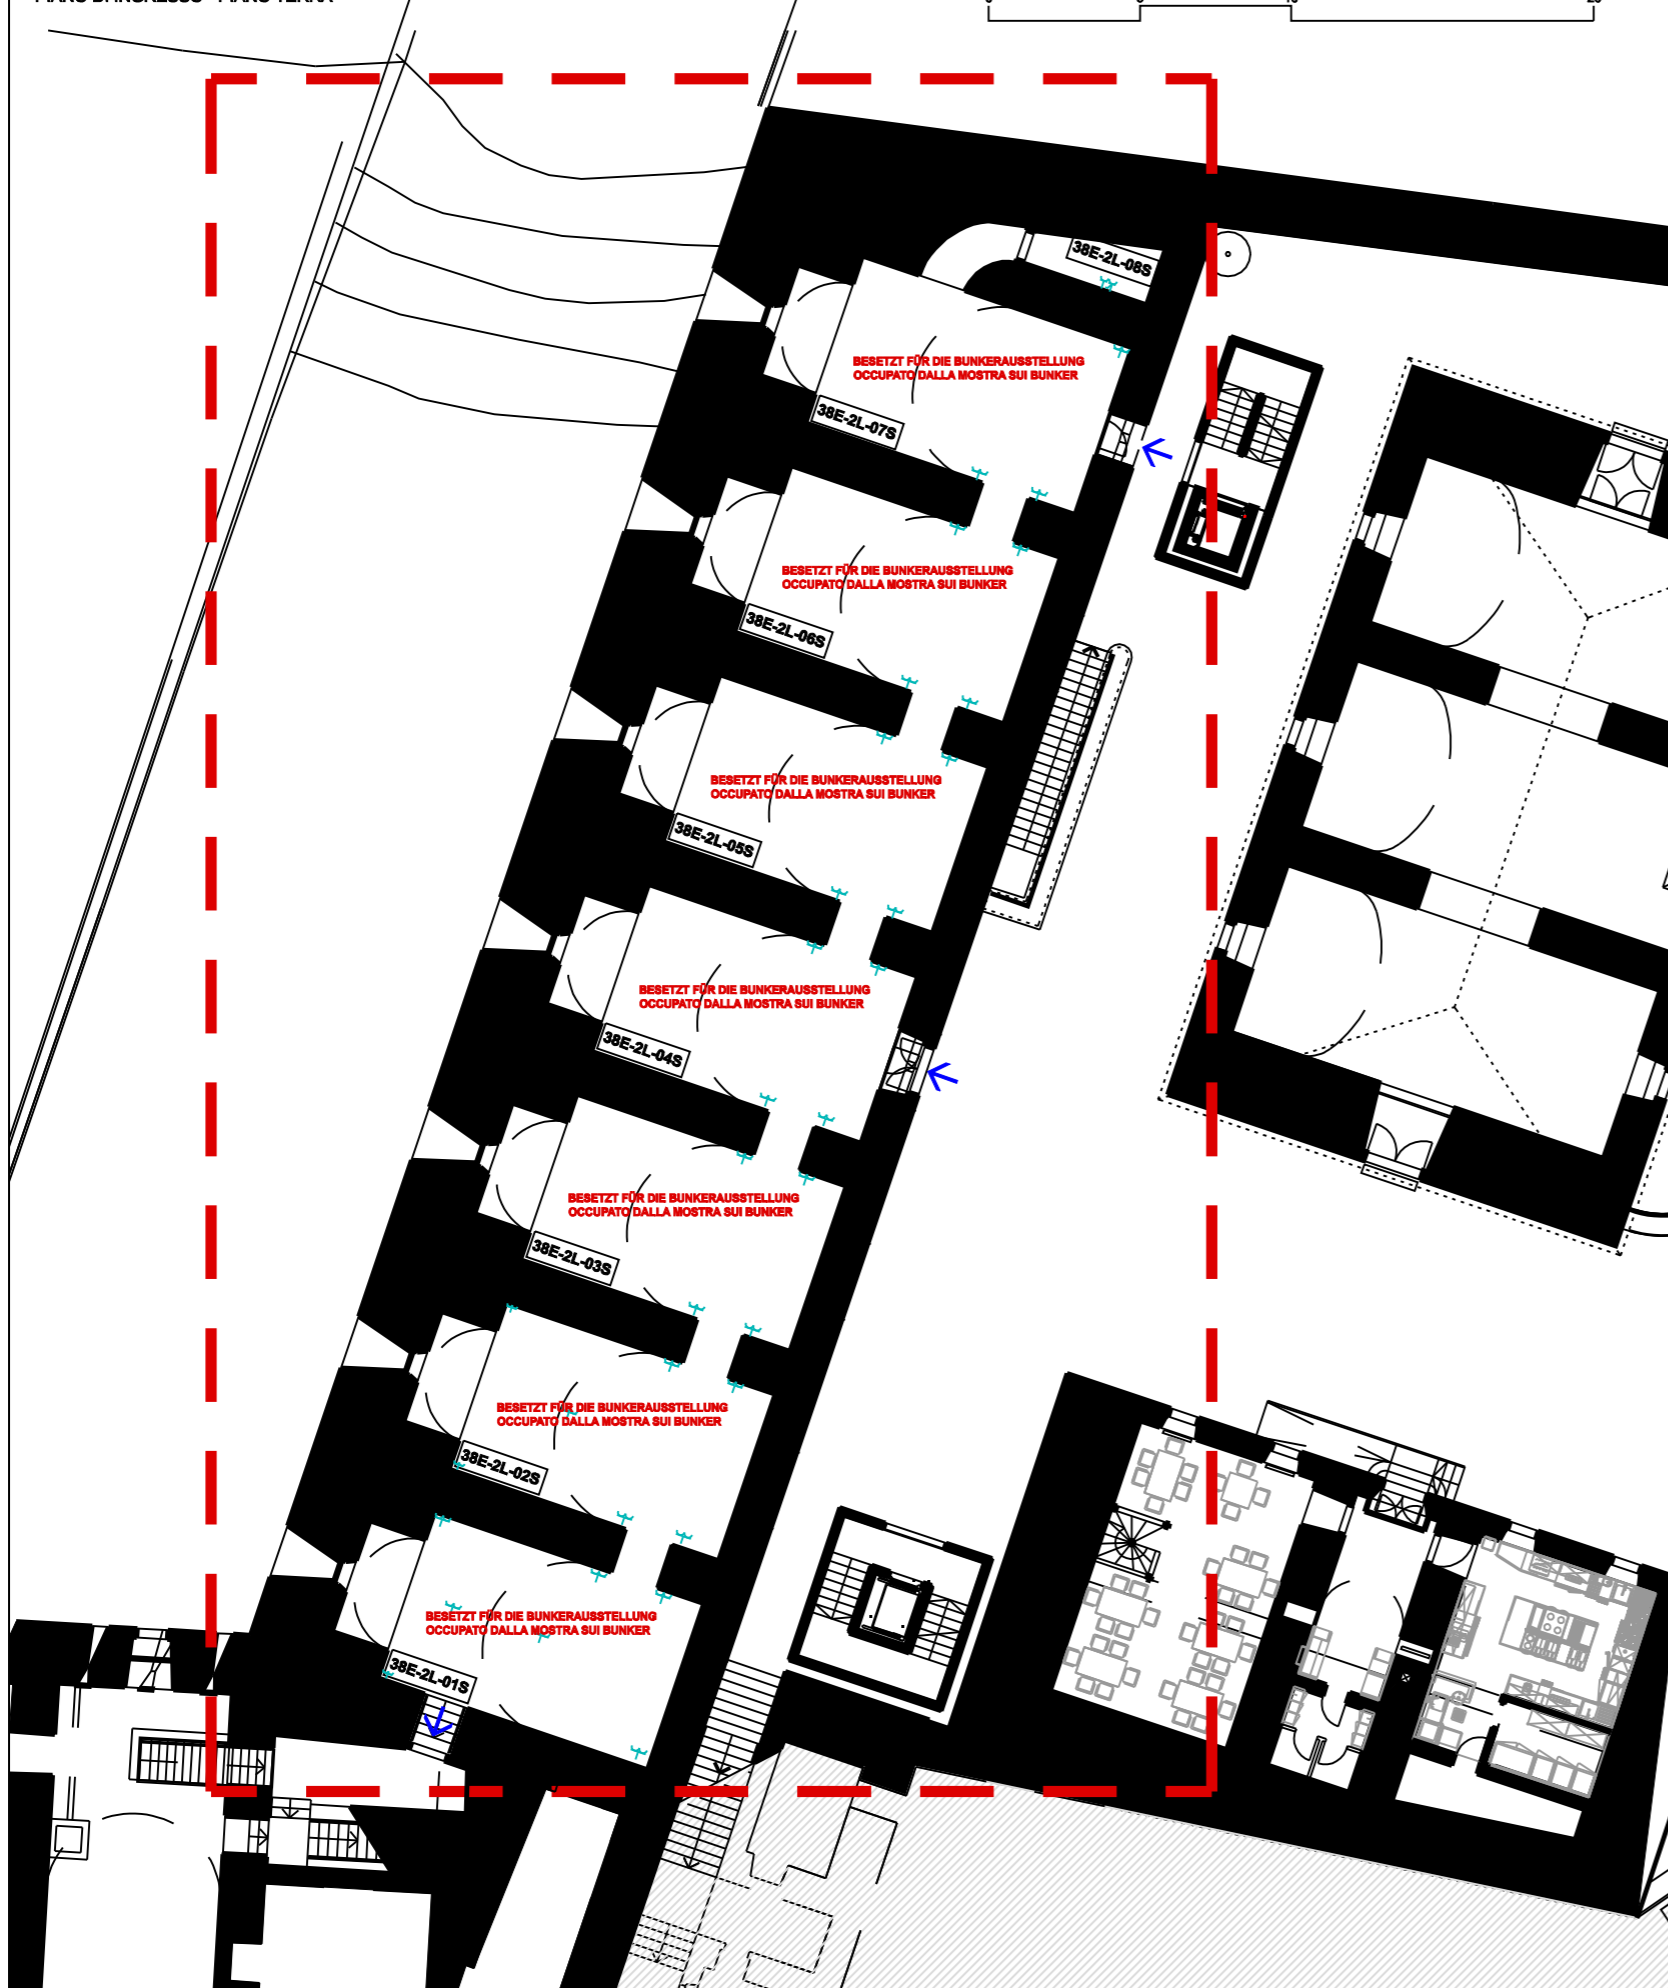 38E-2L-08S
BESETZT FÜR DIE BUNKERAUSSTELLUNG
OCCUPATO DALLA MOSTRA SUI BUNKER
38E-2L-07S
BESETZT FÜR DIE BUNKERAUSSTELLUNG
OCCUPATO DALLA MOSTRA SUI BUNKER
38E-2L-06S
BESETZT FÜR DIE BUNKERAUSSTELLUNG
OCCUPATO DALLA MOSTRA SUI BUNKER
38E-2L-05S
BESETZT FÜR DIE BUNKERAUSSTELLUNG
OCCUPATO DALLA MOSTRA SUI BUNKER
38E-2L-04S
BESETZT FÜR DIE BUNKERAUSSTELLUNG
OCCUPATO DALLA MOSTRA SUI BUNKER
38E-2L-03S
BESETZT FÜR DIE BUNKERAUSSTELLUNG
OCCUPATO DALLA MOSTRA SUI BUNKER
38E-2L-02S
BESETZT FÜR DIE BUNKERAUSSTELLUNG
OCCUPATO DALLA MOSTRA SUI BUNKER
38E-2L-01S